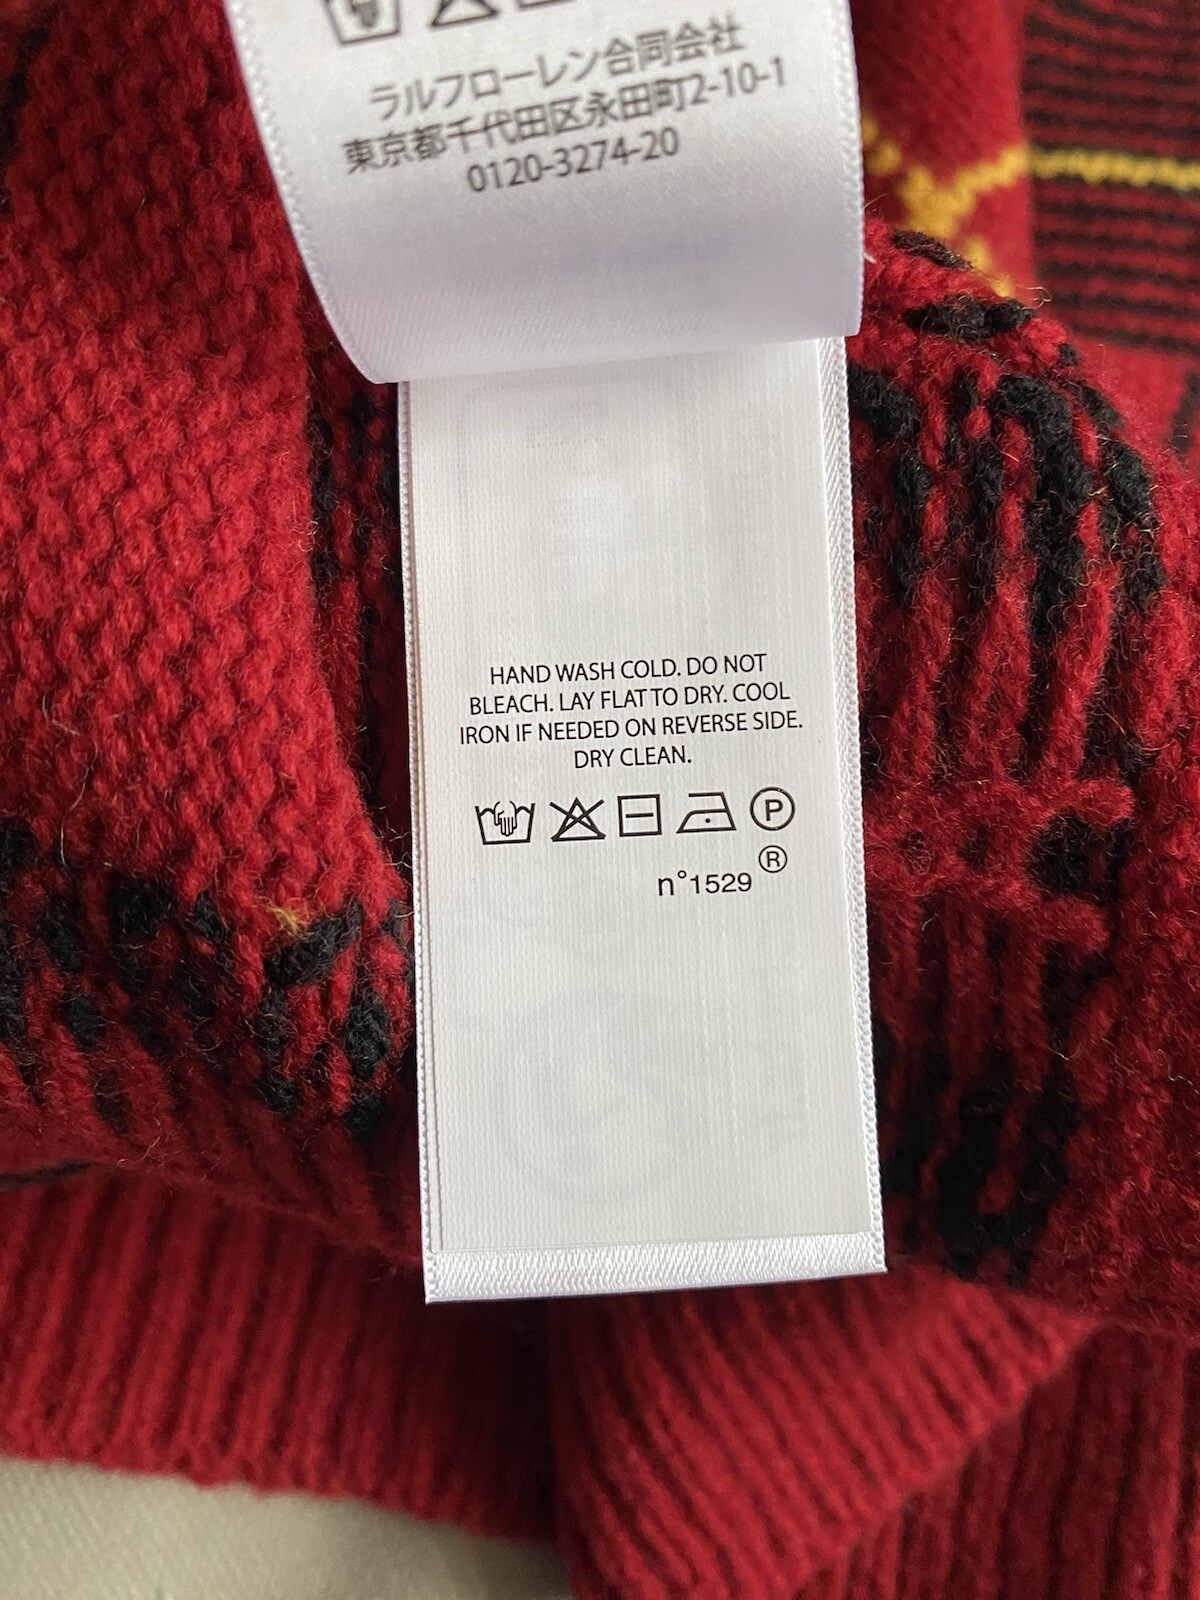 ラルフローレン合同会社
東京都千代田区永田町2-10-1
0120-3274-20
HAND WASH COLD. DO NOT
BLEACH. LAY FLAT TO DRY. COOL
IRON IF NEEDED ON REVERSE SIDE.
DRY CLEAN.
P
®
n°1529